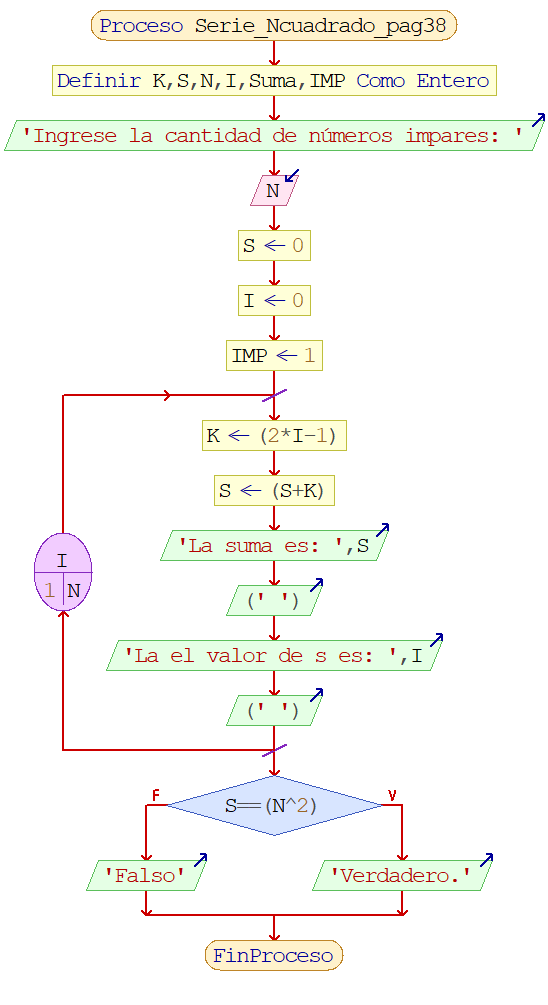 Proceso Serie_Ncuadrado_pag38
Definir K,S,N,I,Suma,IMP Como Entero
'Ingrese la cantidad de números impares: '
N
S ← 0
I ← 0
IMP ← 1
K ← (2*I-1)
S ← (S+K)
'La suma es: ',S
I
1 N
(' ')
'La el valor de s es: ',I
(' ')
F
V
S==(N^2)
'Falso'
'Verdadero.'
FinProceso